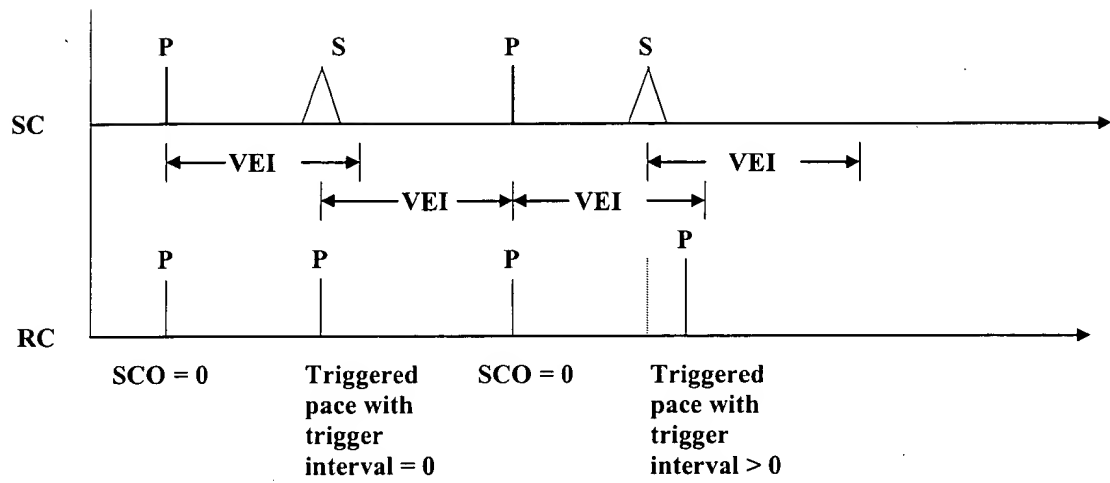 P S P S
SC
VEI VEI
VEI VEI
P
P P P
RC
SCO = 0 Triggered SCO = 0 Triggered
pace with pace with
trigger trigger
interval = 0 interval > 0